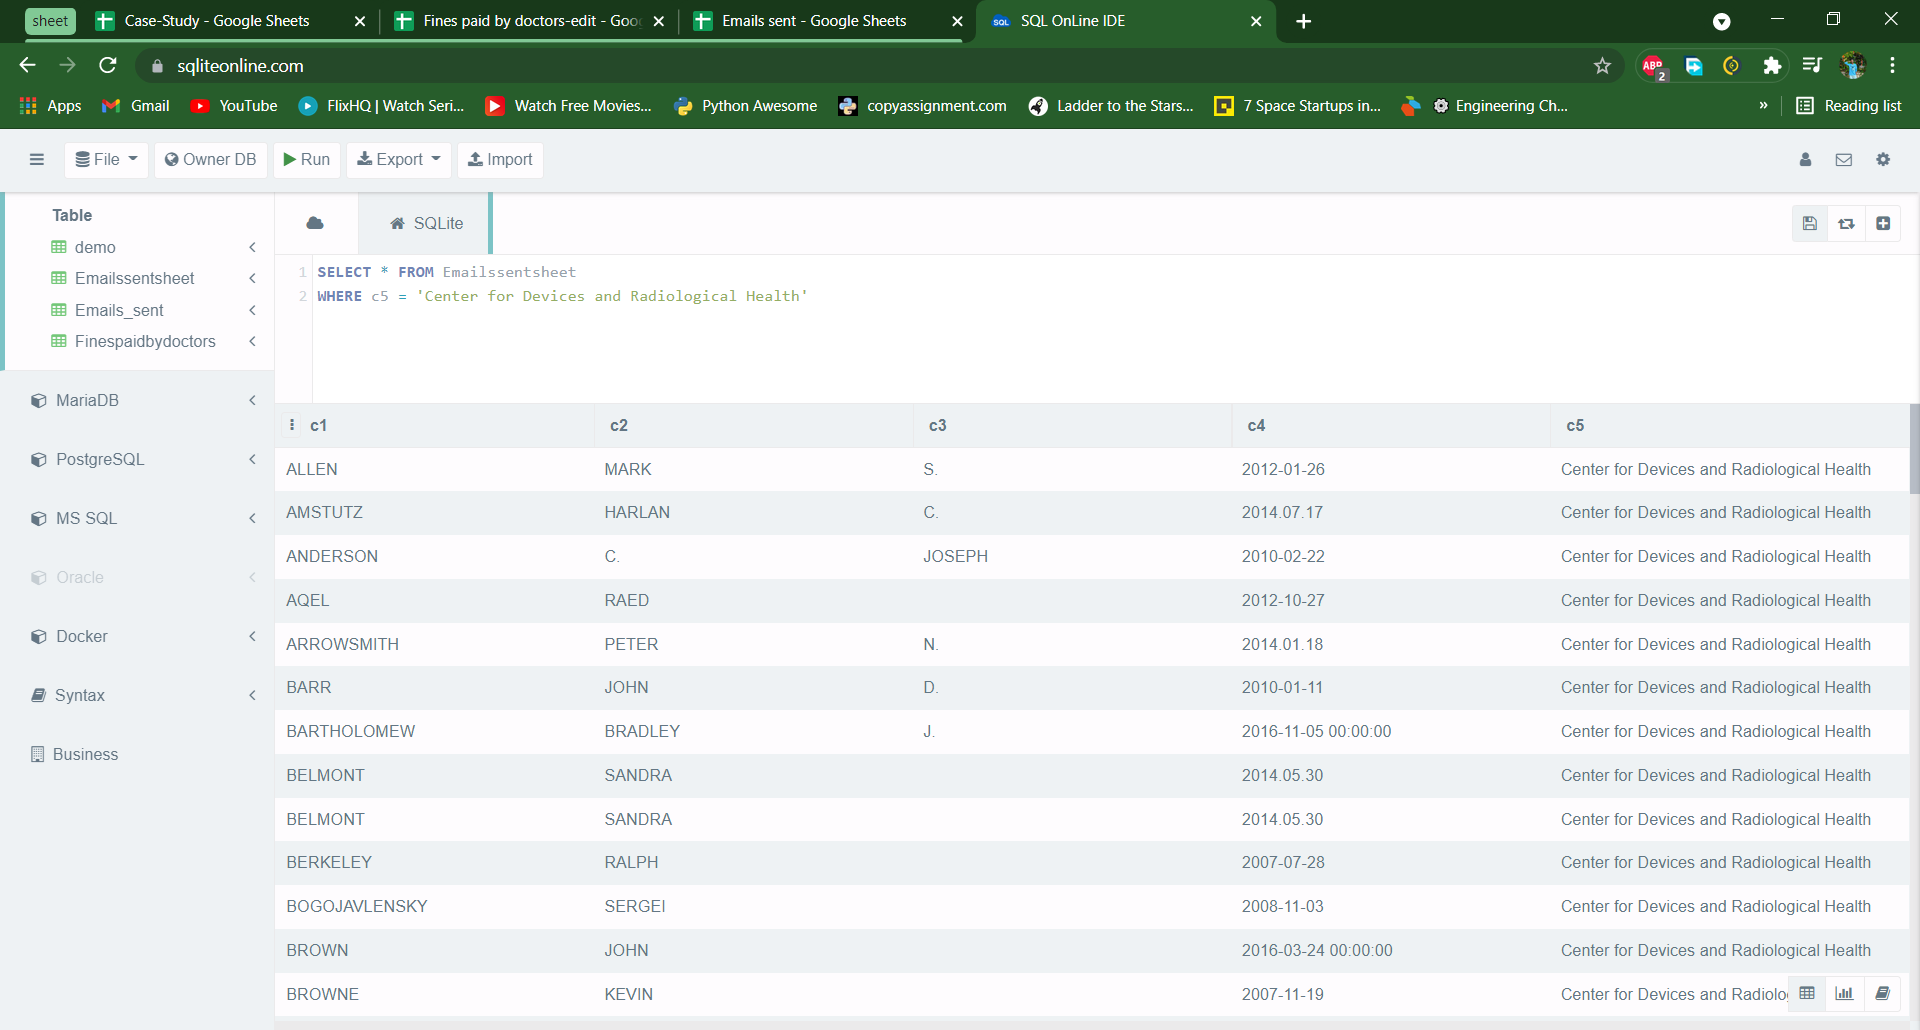 sheet
Case-Study - Google Sheets
Fines paid by doctors-edit - Goo
Emails sent - Google Sheets
SQL OnLine IDE
sqliteonline.com
ABP 2
Apps Gmail YouTube FlixHQ | Watch Seri... Watch Free Movies... Python Awesome copyassignment.com Ladder to the Stars... 7 Space Startups in... Engineering Ch... » Reading list
File Owner DB Run Export Import
Table
demo
Emailssentsheet
Emails_sent
Finespaidbydoctors
MariaDB
PostgreSQL
MS SQL
Oracle
Docker
Syntax
Business
SQLite
1 SELECT * FROM Emailssentsheet
2 WHERE c5 = 'Center for Devices and Radiological Health'
c1 c2 c3 c4 c5
ALLEN MARK S. 2012-01-26 Center for Devices and Radiological Health
AMSTUTZ HARLAN C. 2014.07.17 Center for Devices and Radiological Health
ANDERSON C. JOSEPH 2010-02-22 Center for Devices and Radiological Health
AQEL RAED 2012-10-27 Center for Devices and Radiological Health
ARROWSMITH PETER N. 2014.01.18 Center for Devices and Radiological Health
BARR JOHN D. 2010-01-11 Center for Devices and Radiological Health
BARTHOLOMEW BRADLEY J. 2016-11-05 00:00:00 Center for Devices and Radiological Health
BELMONT SANDRA 2014.05.30 Center for Devices and Radiological Health
BELMONT SANDRA 2014.05.30 Center for Devices and Radiological Health
BERKELEY RALPH 2007-07-28 Center for Devices and Radiological Health
BOGOJAVLENSKY SERGEI 2008-11-03 Center for Devices and Radiological Health
BROWN JOHN 2016-03-24 00:00:00 Center for Devices and Radiological Health
BROWNE KEVIN 2007-11-19 Center for Devices and Radiolo